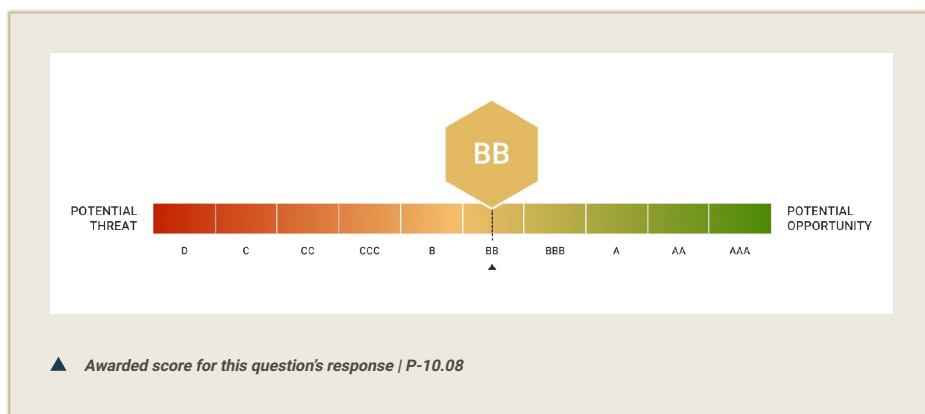 BB
POTENTIAL
THREAT
POTENTIAL
OPPORTUNITY
D C CC CCC B BB BBB A AA AAA
Awarded score for this question's response | P-10.08